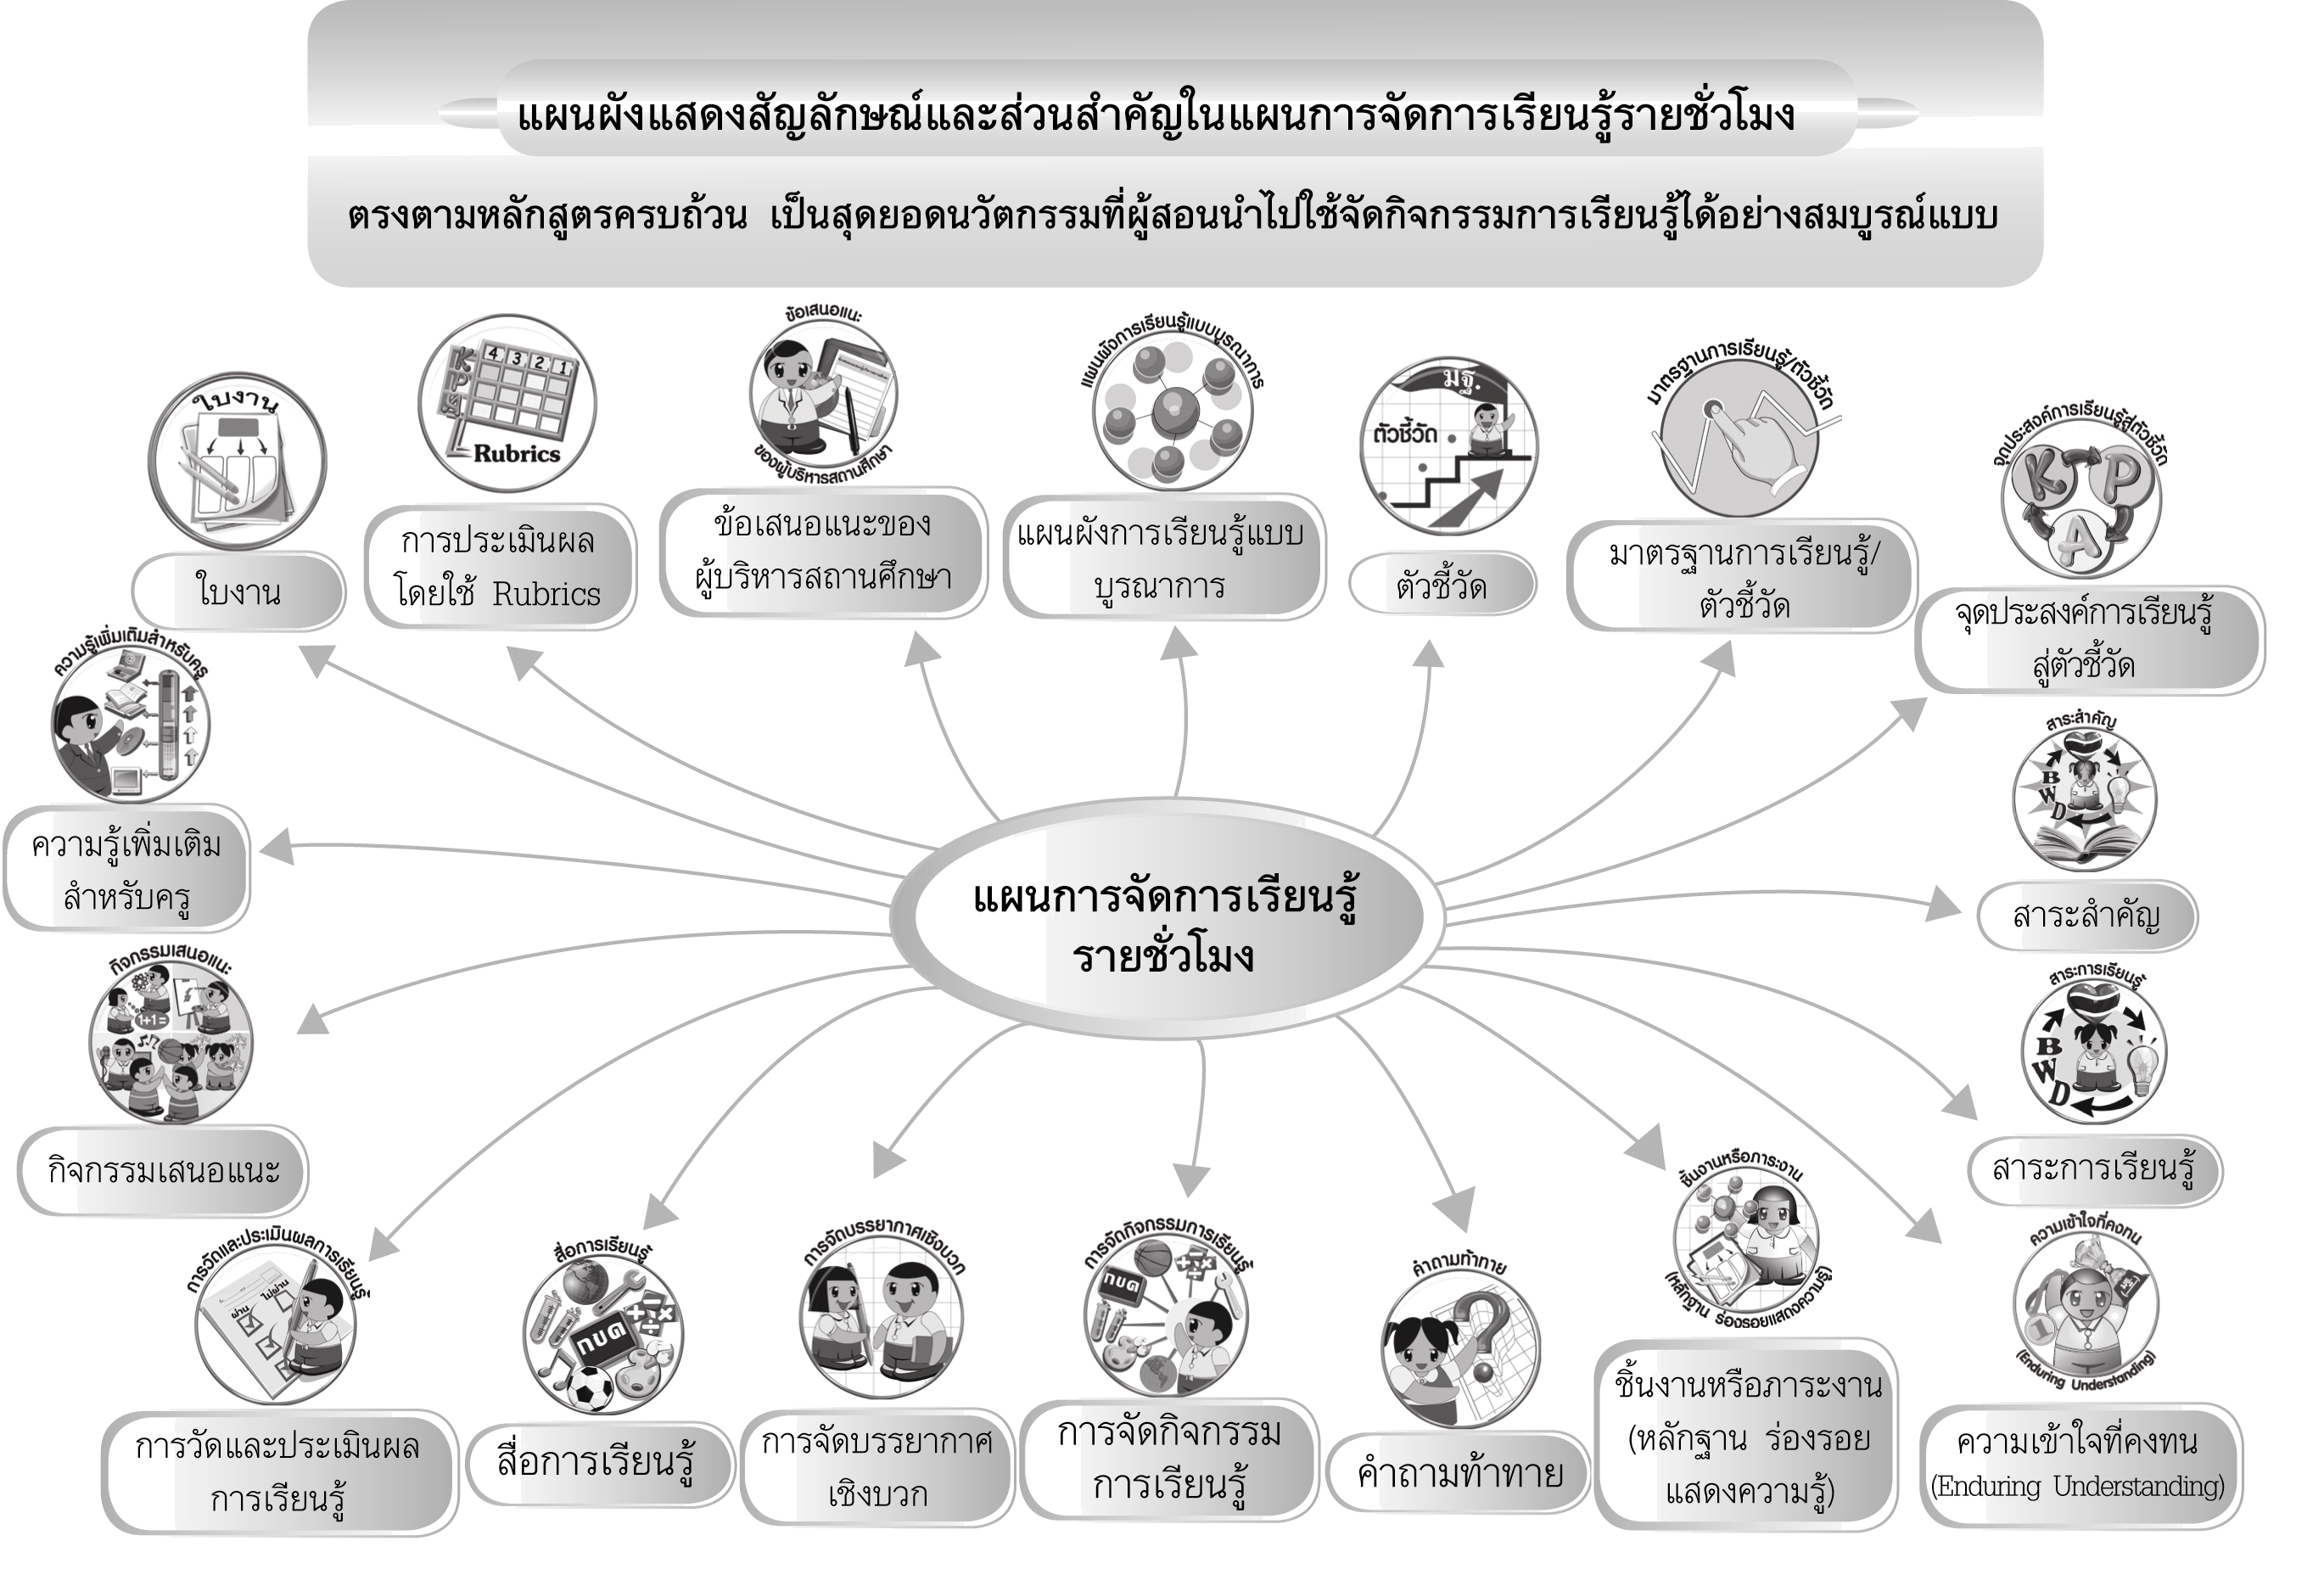 แผนผังแสดงสัญลักษณ์และส่วนสำคัญในแผนการจัดการเรียนรู้รายชั่วโมง
ตรงตามหลักสูตรครบถ้วน เป็นสุดยอดนวัตกรรมที่ผู้สอนนำไปใช้จัดกิจกรรมการเรียนรู้ได้อย่างสมบูรณ์แบบ
ใบงาน
ใบงาน
4 3 2 1
K
P
Rubrics
การประเมินผล
โดยใช้ Rubrics
ข้อเสนอแนะ
ของผู้บริหารสถานศึกษา
ข้อเสนอแนะของ
ผู้บริหารสถานศึกษา
แผนผังการเรียนรู้แบบบูรณาการ
แผนผังการเรียนรู้แบบ
บูรณาการ
มฐ.
ตัวชี้วัด
ตัวชี้วัด
มาตรฐานการเรียนรู้/ตัวชี้วัด
มาตรฐานการเรียนรู้/
ตัวชี้วัด
จุดประสงค์การเรียนรู้สู่ตัวชี้วัด
K P
A
จุดประสงค์การเรียนรู้
สู่ตัวชี้วัด
ความรู้เพิ่มเติมสำหรับครู
ความรู้เพิ่มเติม
สำหรับครู
แผนการจัดการเรียนรู้
รายชั่วโมง
สาระสำคัญ
B
W
D
สาระสำคัญ
กิจกรรมเสนอแนะ
1+1=
กิจกรรมเสนอแนะ
สาระการเรียนรู้
B
W
D
สาระการเรียนรู้
การวัดและประเมินผลการเรียนรู้
ผ่าน ไม่ผ่าน
การวัดและประเมินผล
การเรียนรู้
สื่อการเรียนรู้
กขค
สื่อการเรียนรู้
การจัดบรรยากาศเชิงบวก
การจัดบรรยากาศ
เชิงบวก
การจัดกิจกรรมการเรียนรู้
กขค
การจัดกิจกรรม
การเรียนรู้
คำถามท้าทาย
?
คำถามท้าทาย
ชิ้นงานหรือภาระงาน
(หลักฐาน ร่องรอยแสดงความรู้)
ชิ้นงานหรือภาระงาน
(หลักฐาน ร่องรอย
แสดงความรู้)
ความเข้าใจที่คงทน
1
(Enduring Understanding)
ความเข้าใจที่คงทน
(Enduring Understanding)